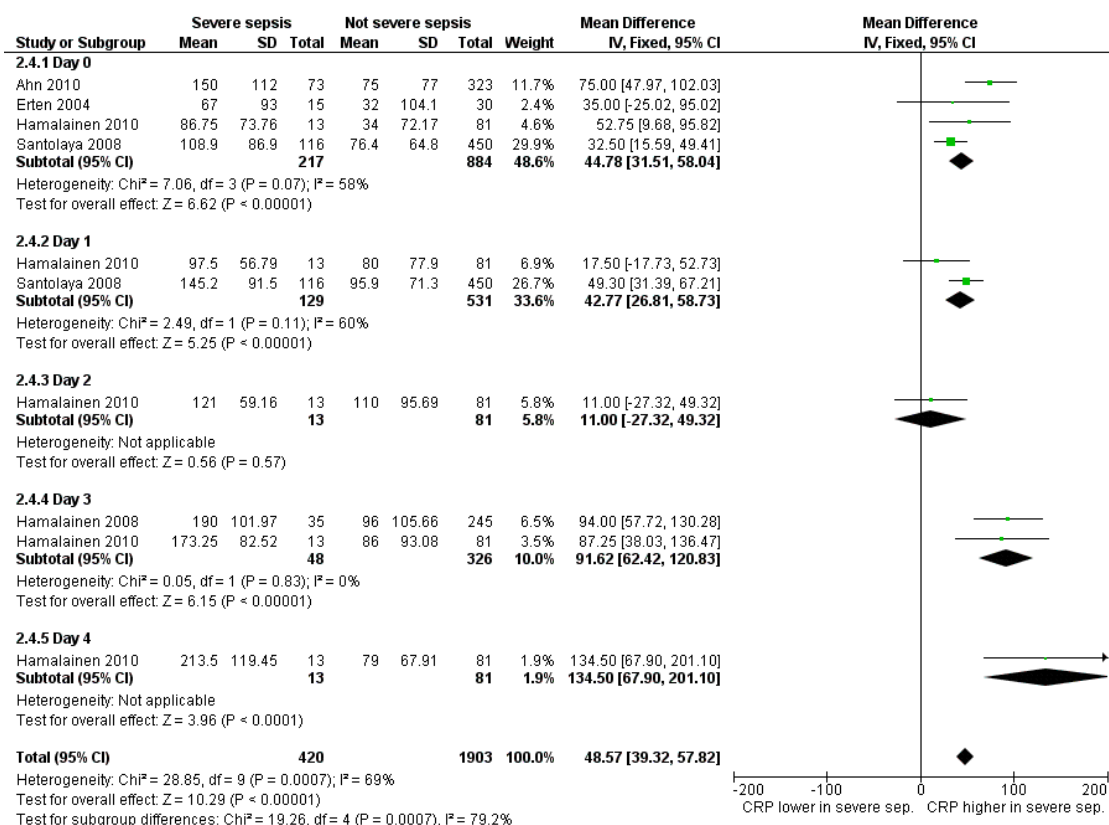 Severe sepsis Not severe sepsis Mean Difference Mean Difference
Study or Subgroup Mean SD Total Mean SD Total Weight IV, Fixed, 95% CI IV, Fixed, 95% CI
2.4.1 Day 0
Ahn 2010 150 112 73 75 77 323 11.7% 75.00 [47.97, 102.03]
Erten 2004 67 93 15 32 104.1 30 2.4% 35.00 [-25.02, 95.02]
Hamalainen 2010 86.75 73.76 13 34 72.17 81 4.6% 52.75 [9.68, 95.82]
Santolaya 2008 108.9 86.9 116 76.4 64.8 450 29.9% 32.50 [15.59, 49.41]
Subtotal (95% CI) 217 884 48.6% 44.78 [31.51, 58.04]
Heterogeneity: Chi² = 7.06, df = 3 (P = 0.07); I² = 58%
Test for overall effect: Z = 6.62 (P < 0.00001)
2.4.2 Day 1
Hamalainen 2010 97.5 56.79 13 80 77.9 81 6.9% 17.50 [-17.73, 52.73]
Santolaya 2008 145.2 91.5 116 95.9 71.3 450 26.7% 49.30 [31.39, 67.21]
Subtotal (95% CI) 129 531 33.6% 42.77 [26.81, 58.73]
Heterogeneity: Chi² = 2.49, df = 1 (P = 0.11); I² = 60%
Test for overall effect: Z = 5.25 (P < 0.00001)
2.4.3 Day 2
Hamalainen 2010 121 59.16 13 110 95.69 81 5.8% 11.00 [-27.32, 49.32]
Subtotal (95% CI) 13 81 5.8% 11.00 [-27.32, 49.32]
Heterogeneity: Not applicable
Test for overall effect: Z = 0.56 (P = 0.57)
2.4.4 Day 3
Hamalainen 2008 190 101.97 35 96 105.66 245 6.5% 94.00 [57.72, 130.28]
Hamalainen 2010 173.25 82.52 13 86 93.08 81 3.5% 87.25 [38.03, 136.47]
Subtotal (95% CI) 48 326 10.0% 91.62 [62.42, 120.83]
Heterogeneity: Chi² = 0.05, df = 1 (P = 0.83); I² = 0%
Test for overall effect: Z = 6.15 (P < 0.00001)
2.4.5 Day 4
Hamalainen 2010 213.5 119.45 13 79 67.91 81 1.9% 134.50 [67.90, 201.10]
Subtotal (95% CI) 13 81 1.9% 134.50 [67.90, 201.10]
Heterogeneity: Not applicable
Test for overall effect: Z = 3.96 (P < 0.0001)
Total (95% CI) 420 1903 100.0% 48.57 [39.32, 57.82]
Heterogeneity: Chi² = 28.85, df = 9 (P = 0.0007); I² = 69%
Test for overall effect: Z = 10.29 (P < 0.00001)
Test for subgroup differences: Chi² = 19.26, df = 4 (P = 0.0007), I² = 79.2%
-200 -100 0 100 200
CRP lower in severe sep. CRP higher in severe sep.